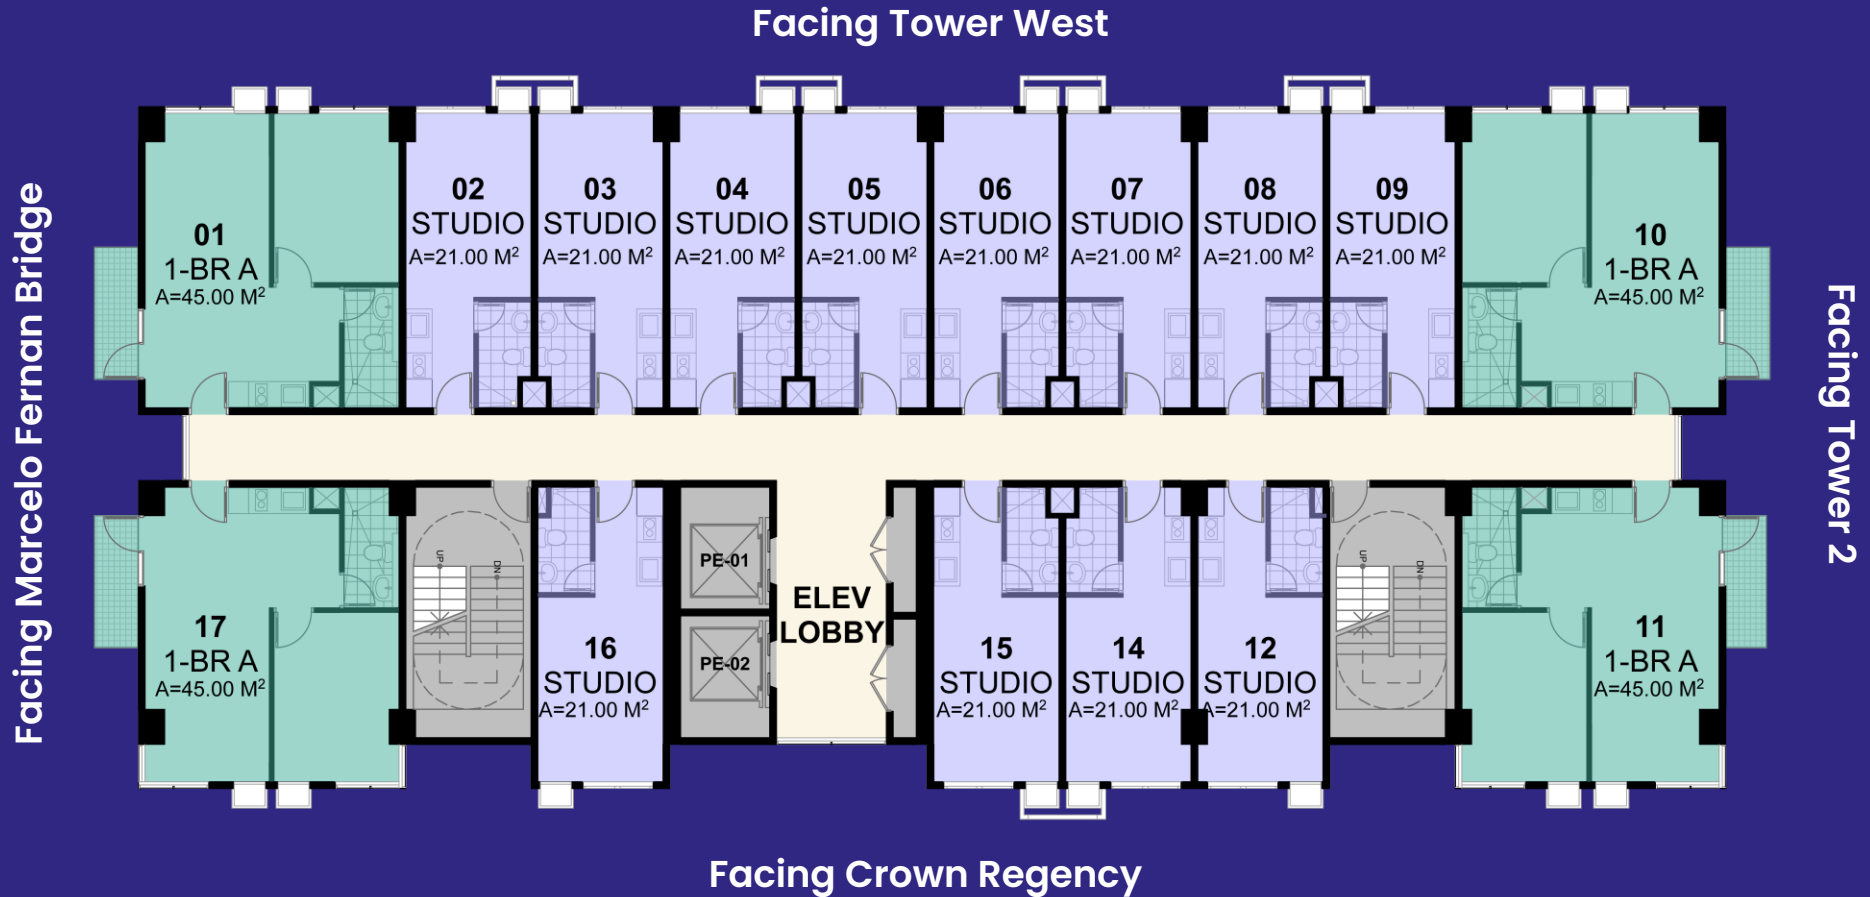 Facing Tower West
Facing Marcelo Fernan Bridge
01
1-BR A
A=45.00 M²
02
STUDIO
A=21.00 M²
03
STUDIO
A=21.00 M²
04
STUDIO
A=21.00 M²
05
STUDIO
A=21.00 M²
06
STUDIO
A=21.00 M²
07
STUDIO
A=21.00 M²
08
STUDIO
A=21.00 M²
09
STUDIO
A=21.00 M²
10
1-BR A
A=45.00 M²
Facing Tower 2
17
1-BR A
A=45.00 M²
UP
DN
16
STUDIO
A=21.00 M²
PE-01
PE-02
ELEV
LOBBY
15
STUDIO
A=21.00 M²
14
STUDIO
A=21.00 M²
12
STUDIO
A=21.00 M²
UP
DN
11
1-BR A
A=45.00 M²
Facing Crown Regency